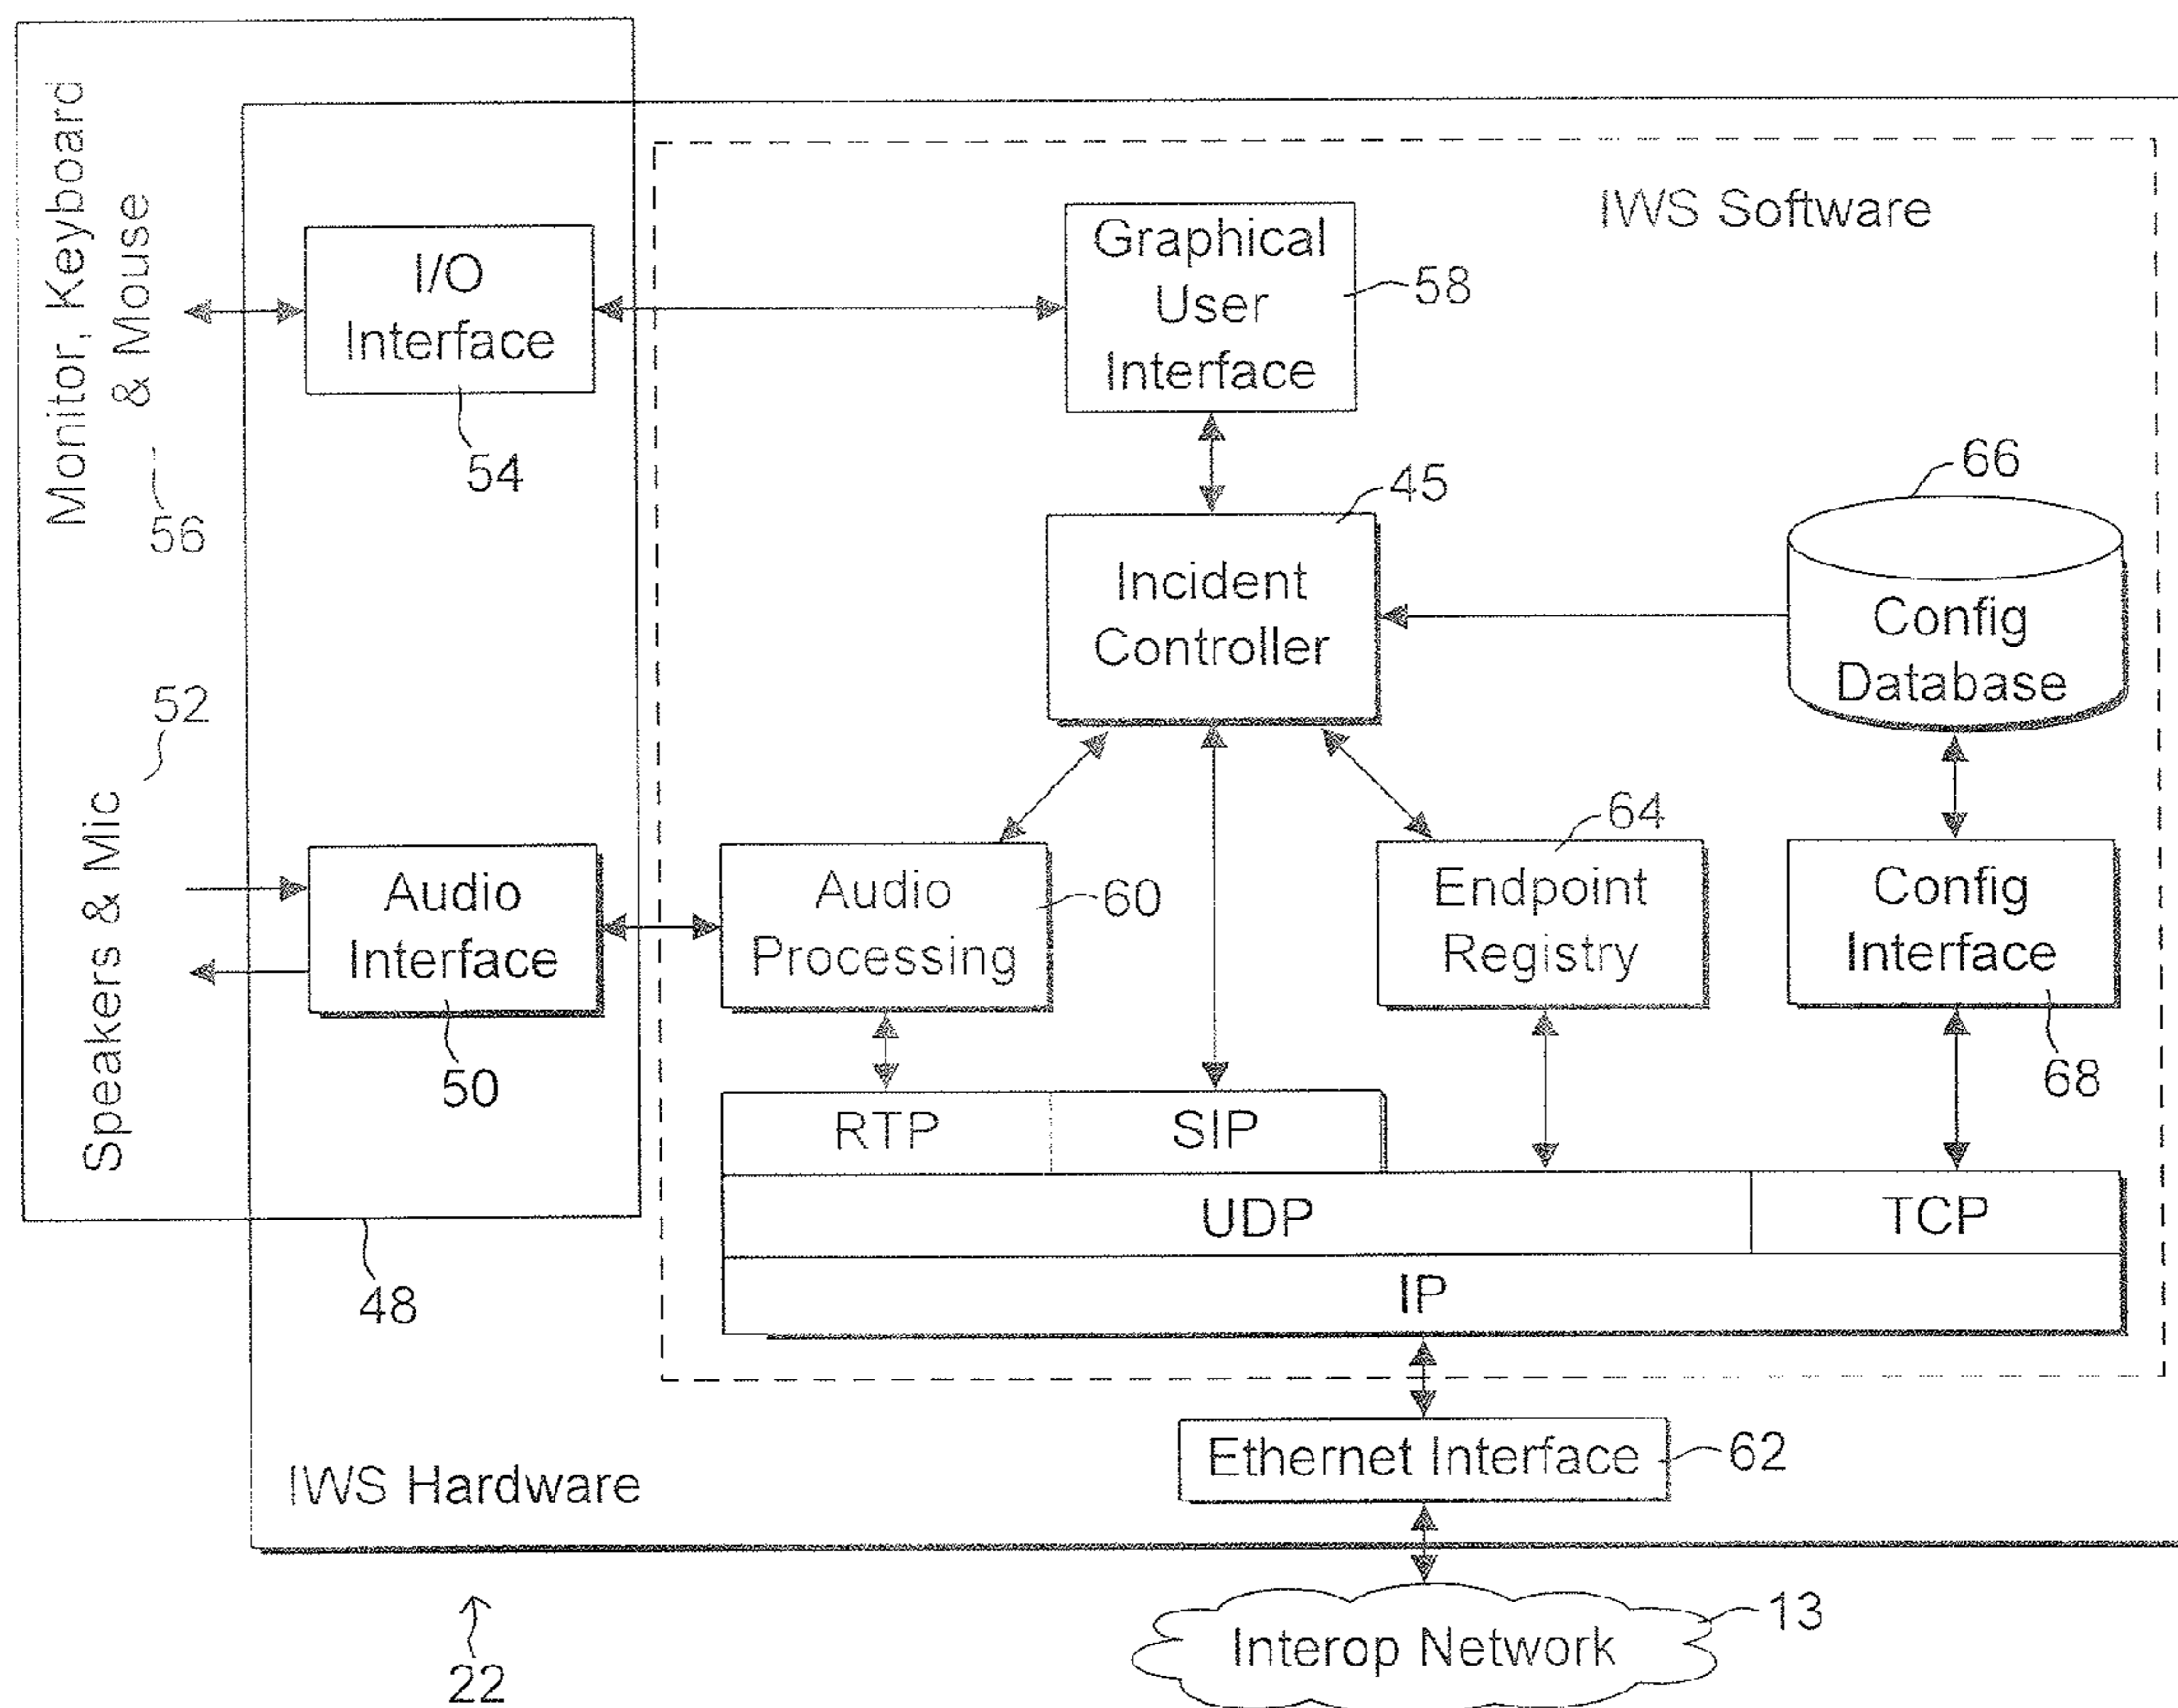 Monitor, Keyboard
& Mouse
56
52
Speakers & Mic
I/O
Interface
54
Audio
Interface
50
48
IWS Software
Graphical
User
Interface
58
45
Incident
Controller
66
Config
Database
Audio
Processing
60
64
Endpoint
Registry
Config
Interface
68
RTP
SIP
UDP
TCP
IP
Ethernet Interface
62
IWS Hardware
22
Interop Network
13